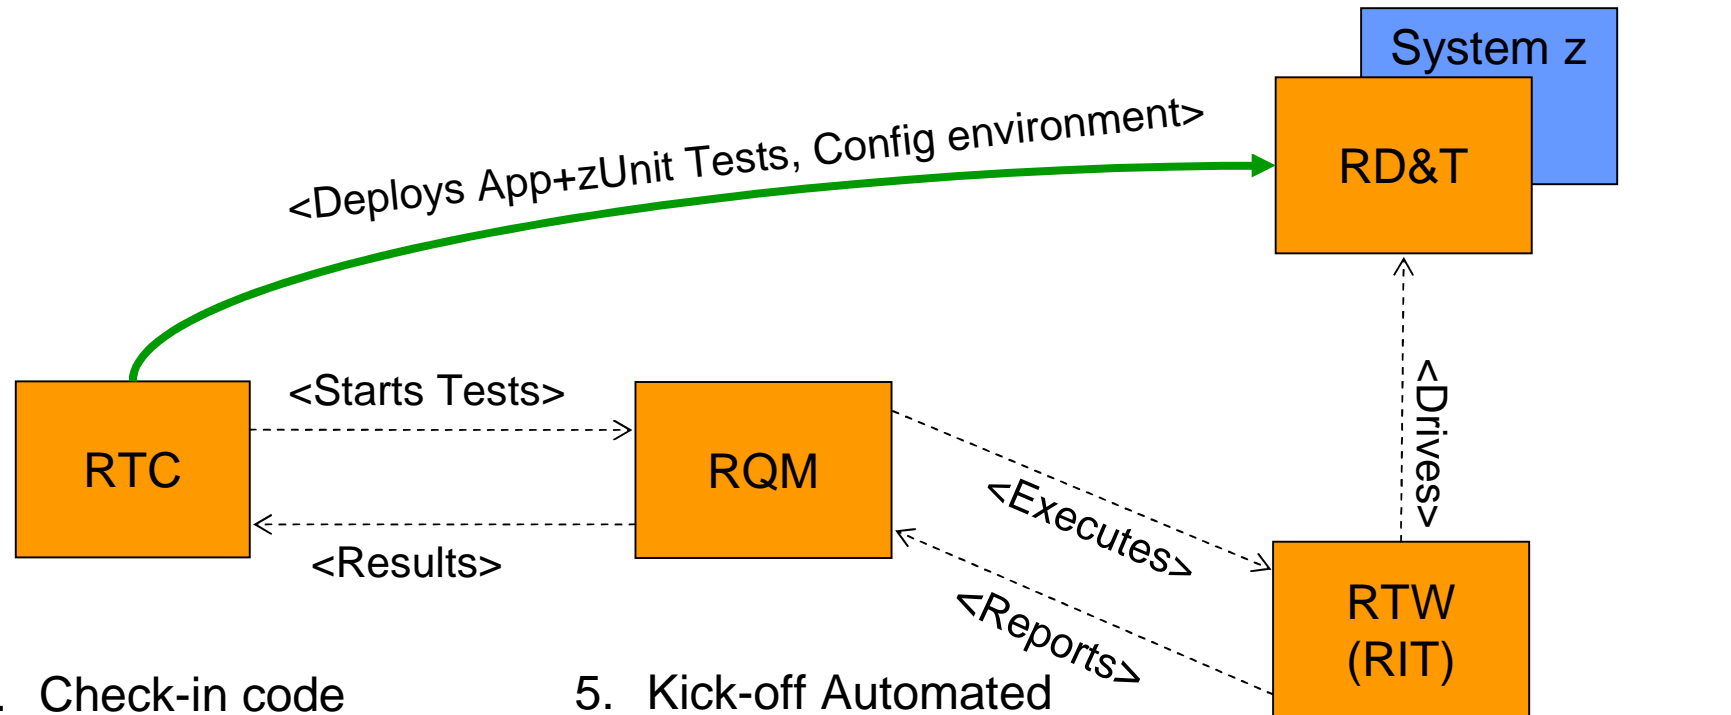 System z
<Deploys App+zUnit Tests, Config environment>
RD&T
<Starts Tests>
<Drives>
RTC
RQM
<Executes>
<Results>
<Reports>
RTW
(RIT)
. Check-in code
5. Kick-off Automated